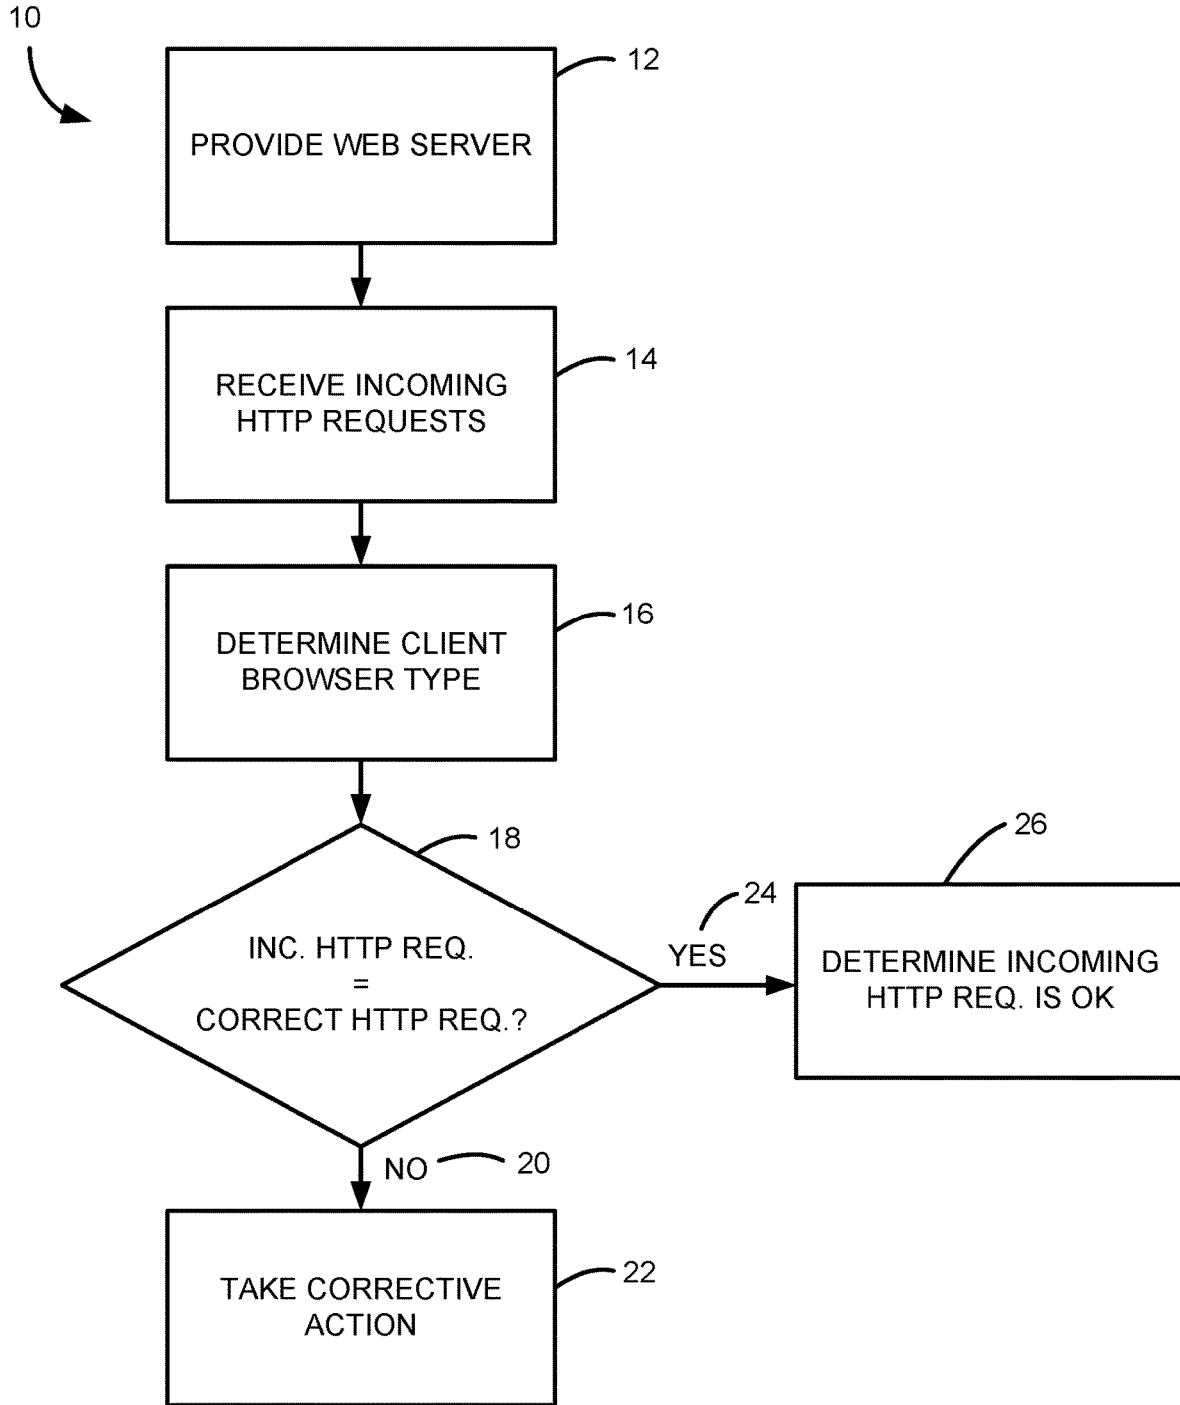 10
12
PROVIDE WEB SERVER
14
RECEIVE INCOMING
HTTP REQUESTS
16
DETERMINE CLIENT
BROWSER TYPE
18
INC. HTTP REQ.
=
CORRECT HTTP REQ.?
24
YES
26
DETERMINE INCOMING
HTTP REQ. IS OK
NO
20
22
TAKE CORRECTIVE
ACTION